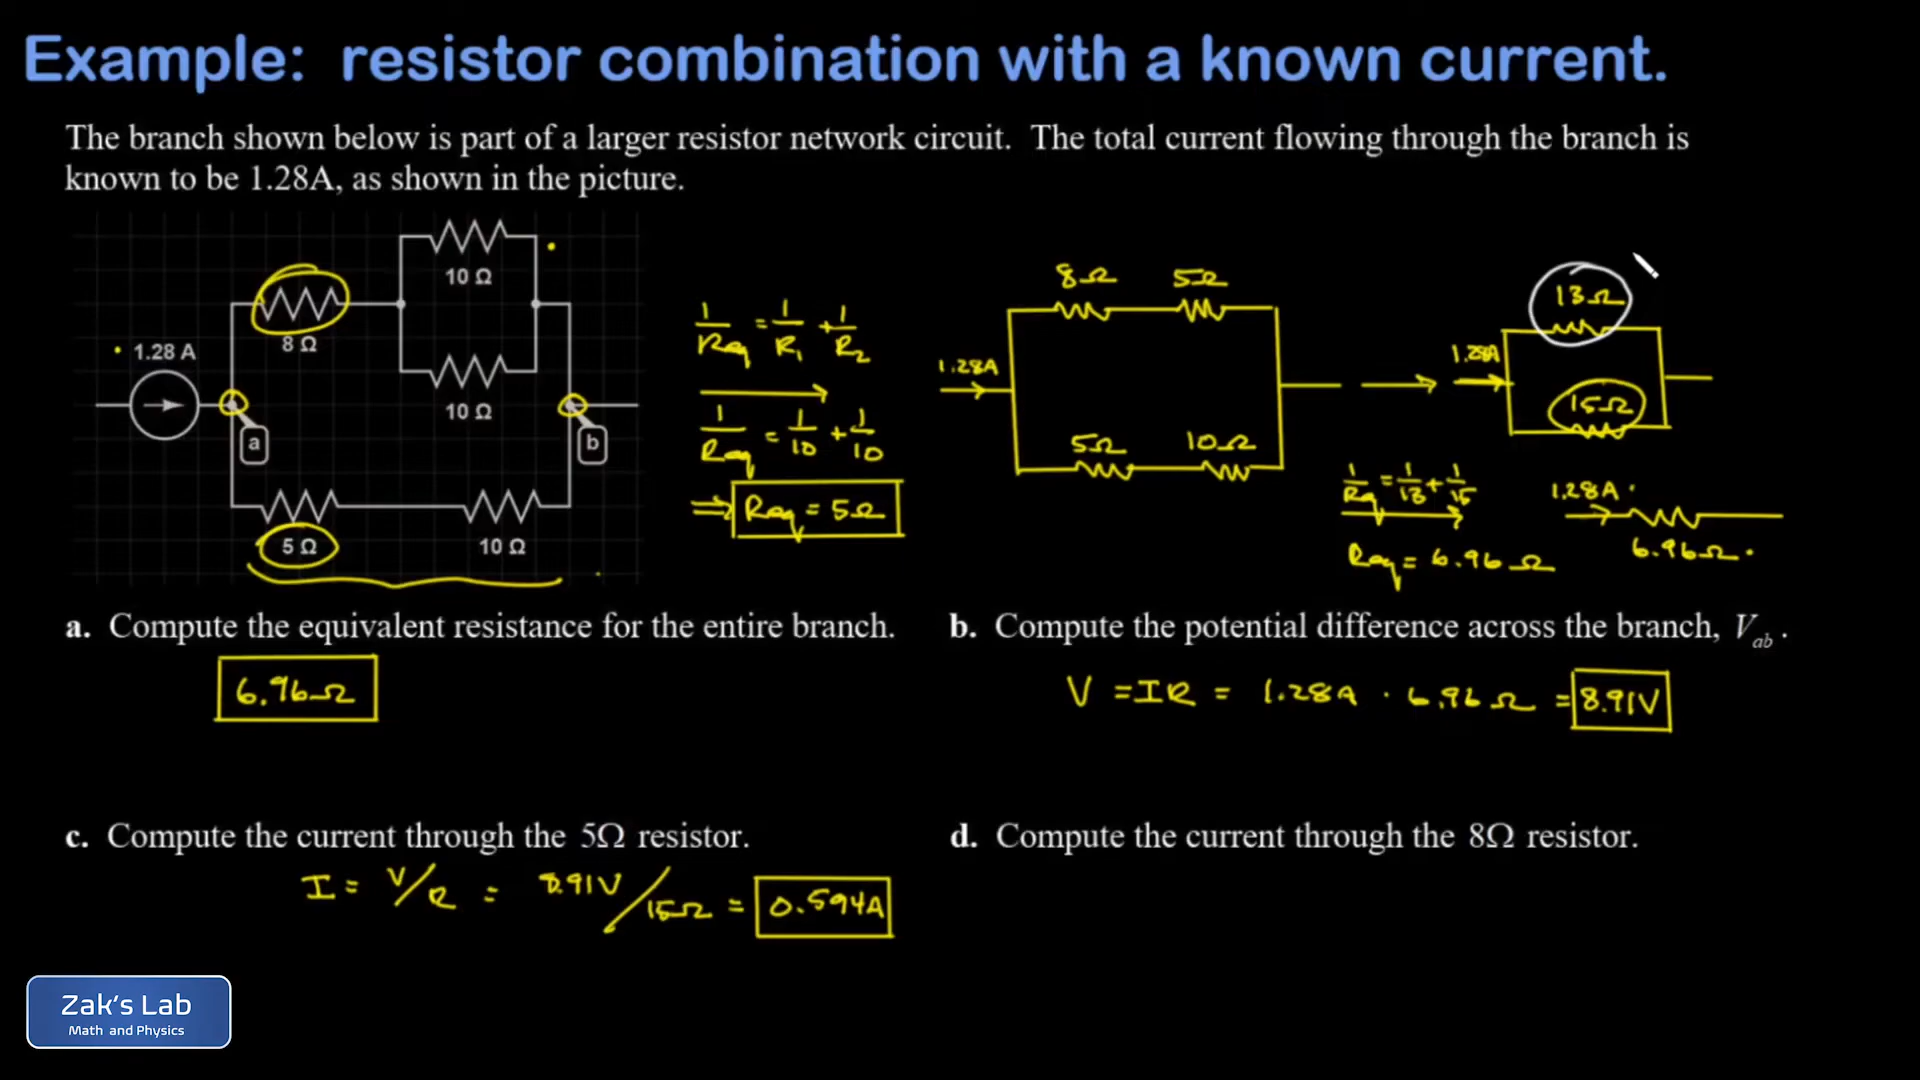 Example: resistor combination with a known current.
The branch shown below is part of a larger resistor network circuit. The total current flowing through the branch is
known to be 1.28A, as shown in the picture.
10 Ω
8 Ω
1.28 A
10 Ω
a
b
5 Ω
10 Ω
1/Req = 1/R₁ + 1/R₂
1/Req = 1/10 + 1/10
⇒ Req = 5Ω
8Ω 5Ω
1.28A
5Ω 10Ω
13Ω
1.28A
15Ω
1/Req = 1/13 + 1/15
Req = 6.96 Ω
1.28A
6.96Ω
a. Compute the equivalent resistance for the entire branch.
6.96Ω
b. Compute the potential difference across the branch, Vab .
V = IR = 1.28A · 6.96 Ω = 8.91V
c. Compute the current through the 5Ω resistor.
I = V/R = 8.91V/15Ω = 0.594A
d. Compute the current through the 8Ω resistor.
Zak's Lab
Math and Physics